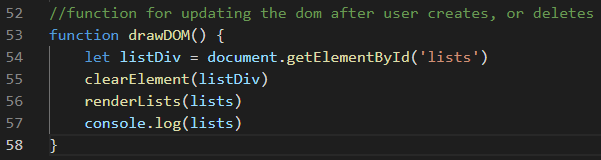 52 //function for updating the dom after user creates, or deletes
53 function drawDOM() {
54 let listDiv = document.getElementById('lists')
55 clearElement(listDiv)
56 renderLists(lists)
57 console.log(lists)
58 }